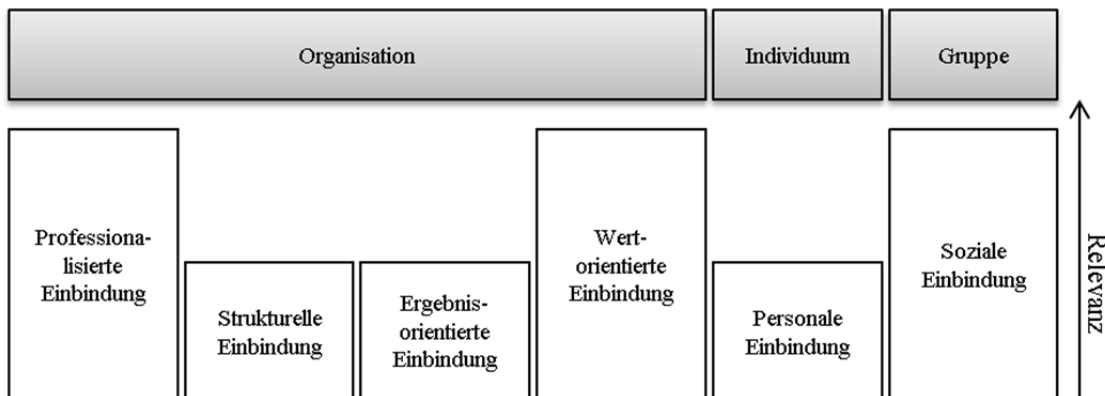 Organisation
Individuum
Gruppe
Professiona-
lisierte
Einbindung
Strukturelle
Einbindung
Ergebnis-
orientierte
Einbindung
Wert-
orientierte
Einbindung
Personale
Einbindung
Soziale
Einbindung
Relevanz